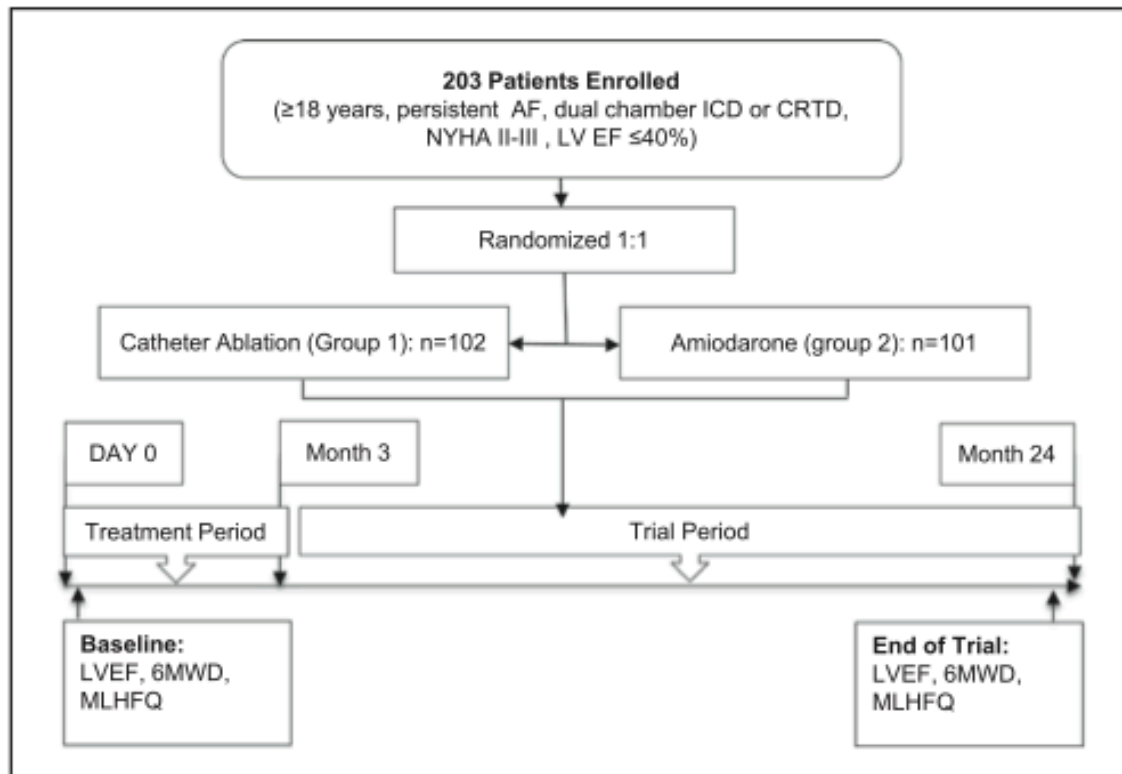 203 Patients Enrolled
(≥18 years, persistent AF, dual chamber ICD or CRTD,
NYHA II-III , LV EF ≤40%)
Randomized 1:1
Catheter Ablation (Group 1): n=102
Amiodarone (group 2): n=101
DAY 0
Month 3
Month 24
Treatment Period
Trial Period
Baseline:
LVEF, 6MWD,
MLHFQ
End of Trial:
LVEF, 6MWD,
MLHFQ